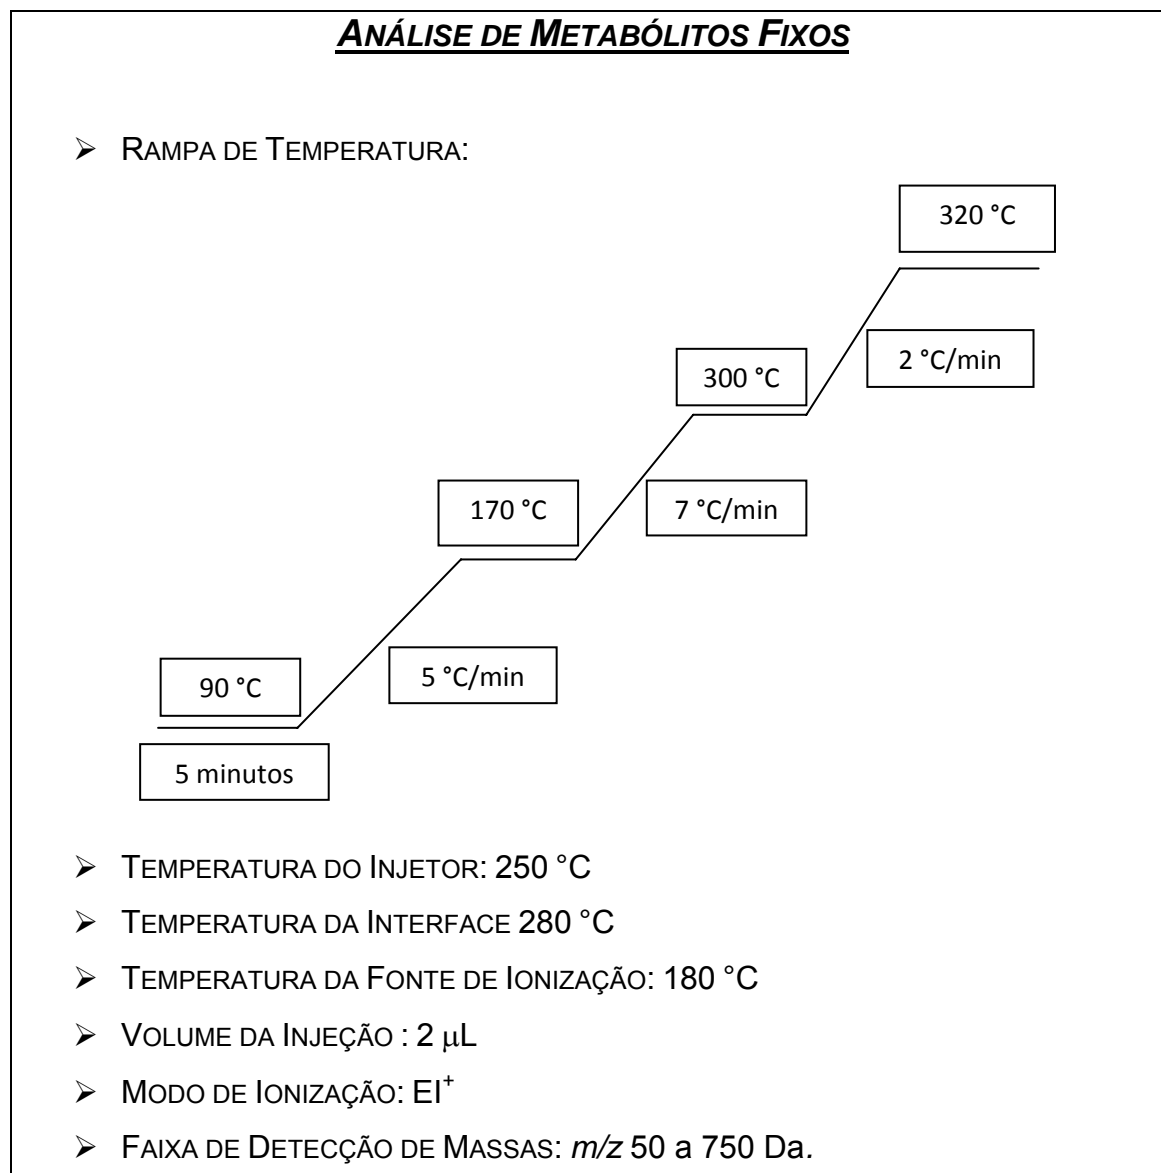 ANÁLISE DE METABÓLITOS FIXOS
➢ RAMPA DE TEMPERATURA:
320 °C
2 °C/min
300 °C
7 °C/min
170 °C
5 °C/min
90 °C
5 minutos
➢ TEMPERATURA DO INJETOR: 250 °C
➢ TEMPERATURA DA INTERFACE 280 °C
➢ TEMPERATURA DA FONTE DE IONIZAÇÃO: 180 °C
➢ VOLUME DA INJEÇÃO : 2 μL
➢ MODO DE IONIZAÇÃO: EI⁺
➢ FAIXA DE DETECÇÃO DE MASSAS: m/z 50 a 750 Da.